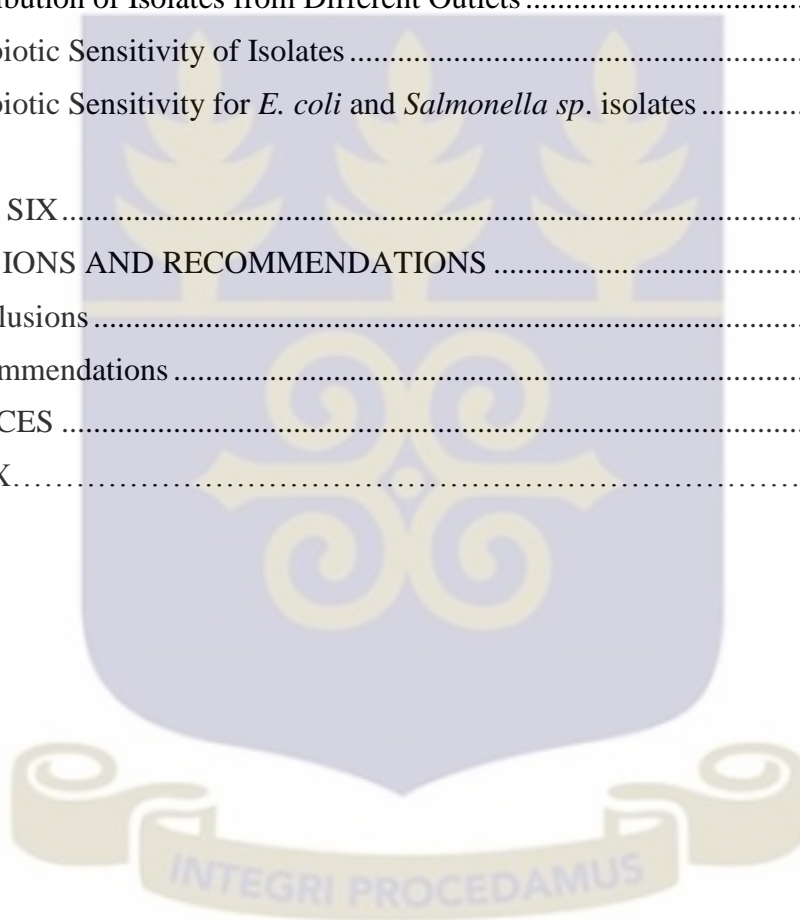 bution of Isolates from Different Outlets........................................
biotic Sensitivity of Isolates........................................................
biotic Sensitivity for E. coli and Salmonella sp. isolates................
SIX..........................................................................................
IONS AND RECOMMENDATIONS........................................
lusions......................................................................................
mmendations............................................................................
CES..........................................................................................
X..............................................................................................
INTEGRI PROCEDAMUS